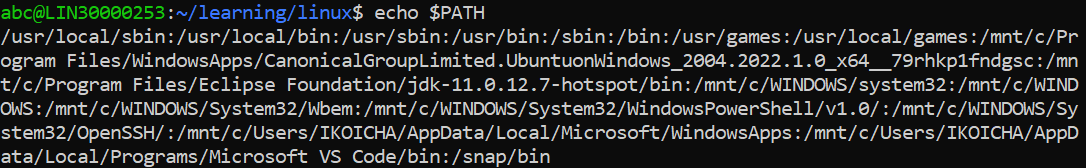 abc@LIN30000253:~/learning/linux$ echo $PATH
/usr/local/sbin:/usr/local/bin:/usr/sbin:/usr/bin:/sbin:/bin:/usr/games:/usr/local/games:/mnt/c/Pr
ogram Files/WindowsApps/CanonicalGroupLimited.UbuntuonWindows_2004.2022.1.0_x64__79rhkp1fndgsc:/mn
t/c/Program Files/Eclipse Foundation/jdk-11.0.12.7-hotspot/bin:/mnt/c/WINDOWS/system32:/mnt/c/WIND
OWS:/mnt/c/WINDOWS/System32/Wbem:/mnt/c/WINDOWS/System32/WindowsPowerShell/v1.0/:/mnt/c/WINDOWS/Sy
stem32/OpenSSH/:/mnt/c/Users/IKOICHA/AppData/Local/Microsoft/WindowsApps:/mnt/c/Users/IKOICHA/AppD
ata/Local/Programs/Microsoft VS Code/bin:/snap/bin